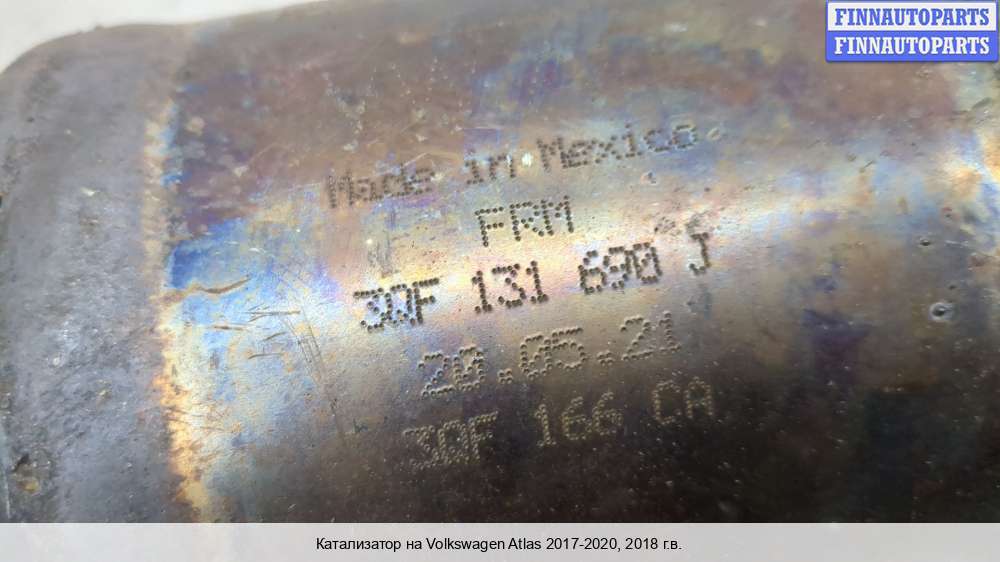 FINNAUTOPARTS
FINNAUTOPARTS
Made in Mexico
FRM
3QF 131 690 J
20.05.21
3QF 166 CA
Катализатор на Volkswagen Atlas 2017-2020, 2018 г.в.